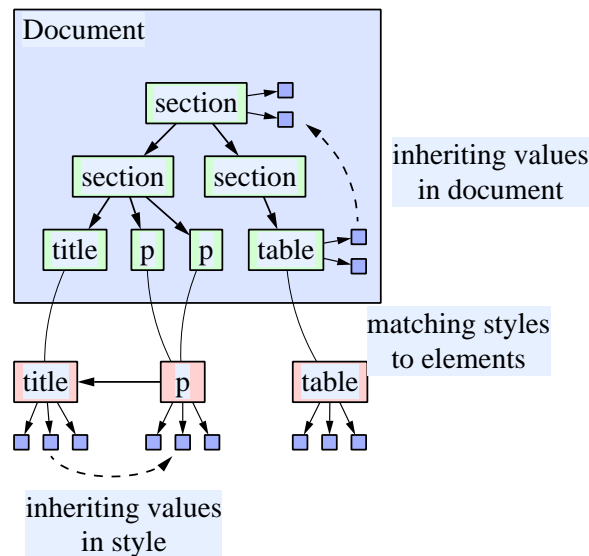 Document
section
section
section
inheriting values
in document
title
p
p
table
matching styles
to elements
title
p
table
inheriting values
in style